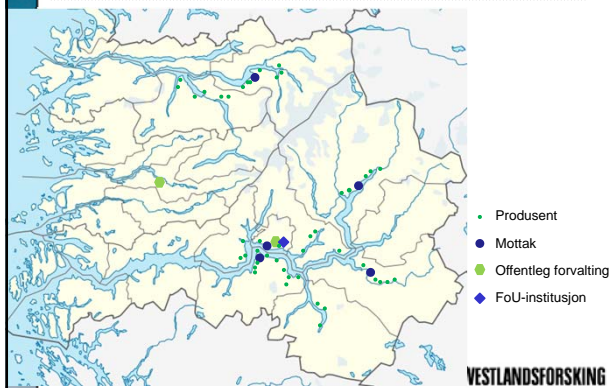 Produsent
Mottak
Offentleg forvalting
FoU-institusjon
VESTLANDSFORSKING